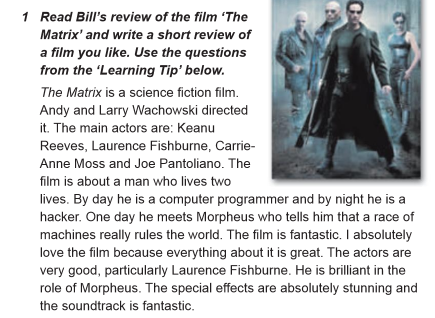 1 Read Bill's review of the film 'The
Matrix' and write a short review of
a film you like. Use the questions
from the 'Learning Tip' below.
The Matrix is a science fiction film.
Andy and Larry Wachowski directed
it. The main actors are: Keanu
Reeves, Laurence Fishburne, Carrie-
Anne Moss and Joe Pantoliano. The
film is about a man who lives two
lives. By day he is a computer programmer and by night he is a
hacker. One day he meets Morpheus who tells him that a race of
machines really rules the world. The film is fantastic. I absolutely
love the film because everything about it is great. The actors are
very good, particularly Laurence Fishburne. He is brilliant in the
role of Morpheus. The special effects are absolutely stunning and
the soundtrack is fantastic.